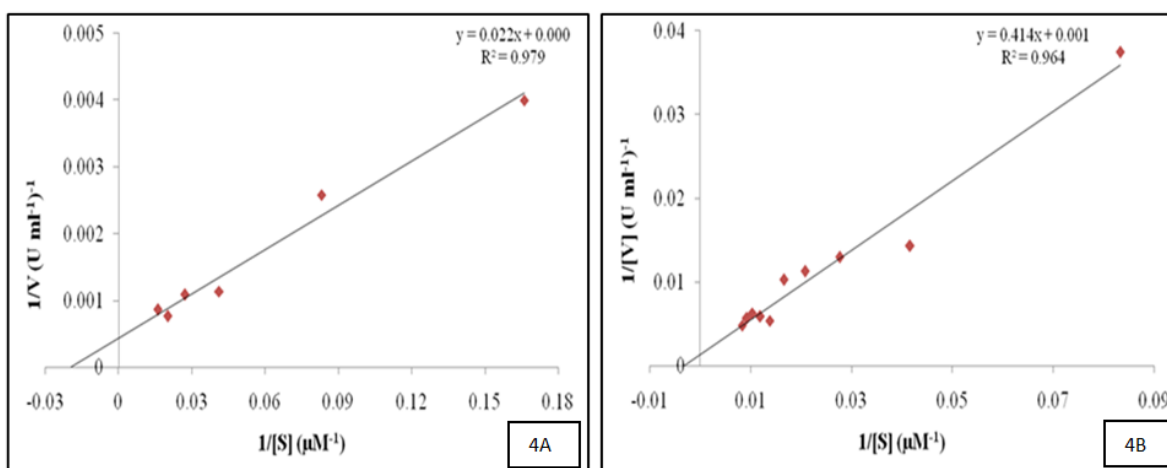 0.005
y = 0.022x + 0.000
R² = 0.979
0.004
0.003
0.002
0.001
0
1/V (U ml⁻¹)⁻¹
-0.03
0
0.03
0.06
0.09
0.12
0.15
0.18
1/[S] (µM⁻¹)
4A
0.04
y = 0.414x + 0.001
R² = 0.964
0.03
0.02
0.01
0
1/[V] (U ml⁻¹)⁻¹
-0.01
0.01
0.03
0.05
0.07
0.09
1/[S] (µM⁻¹)
4B